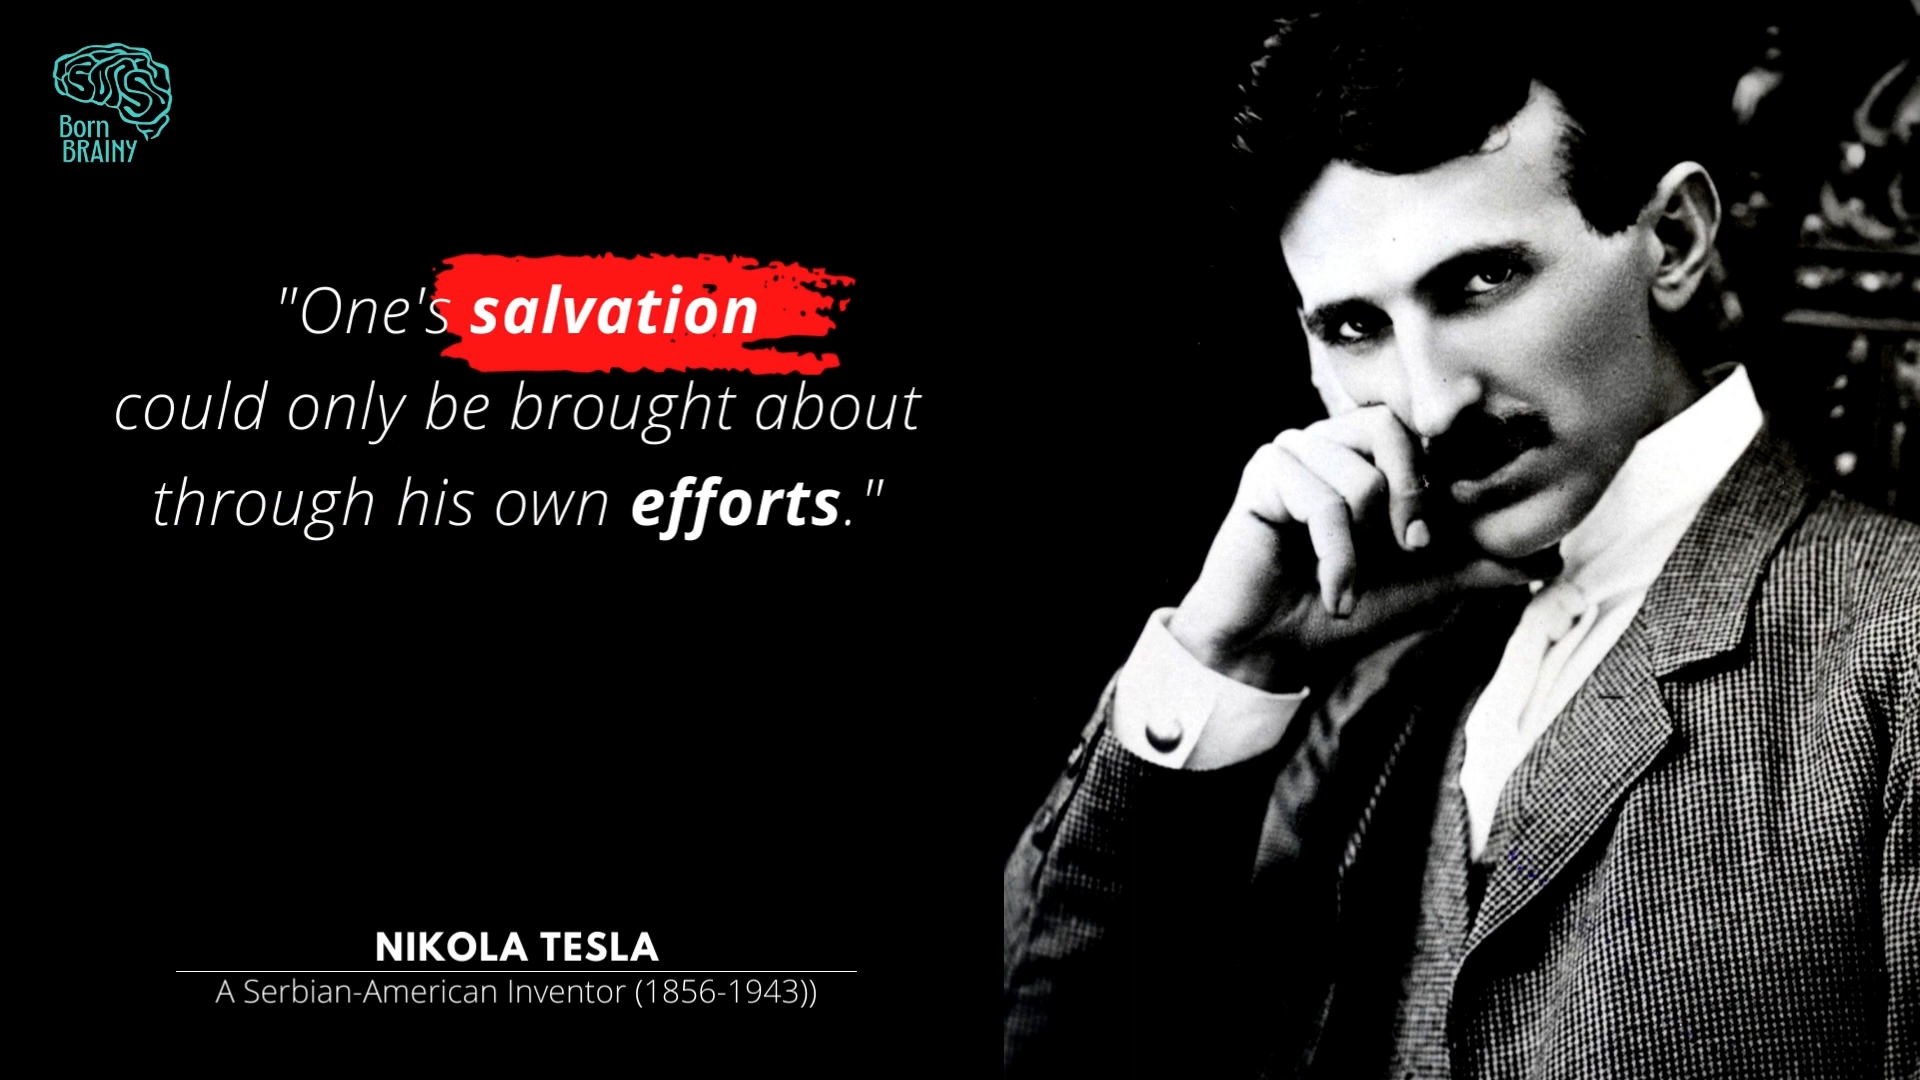 Born
BRAINY
"One's salvation
could only be brought about
through his own efforts."
NIKOLA TESLA
A Serbian-American Inventor (1856-1943))